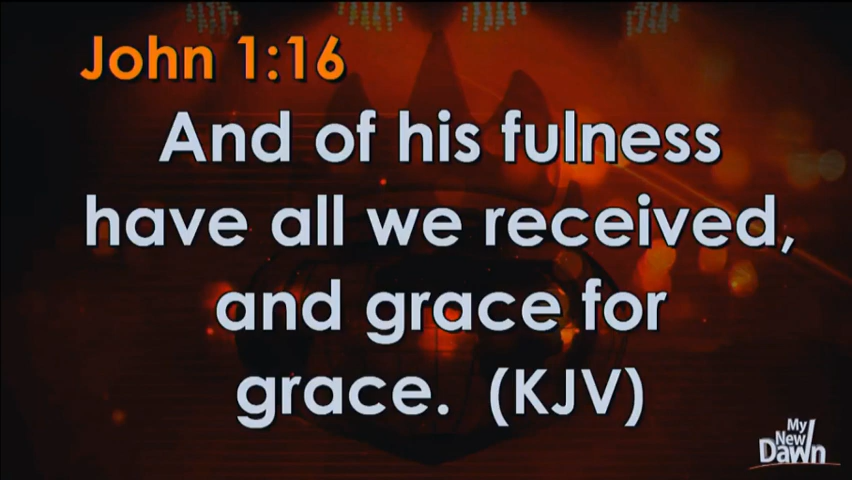 John 1:16
And of his fulness
have all we received,
and grace for
grace. (KJV)
My
New
Dawn